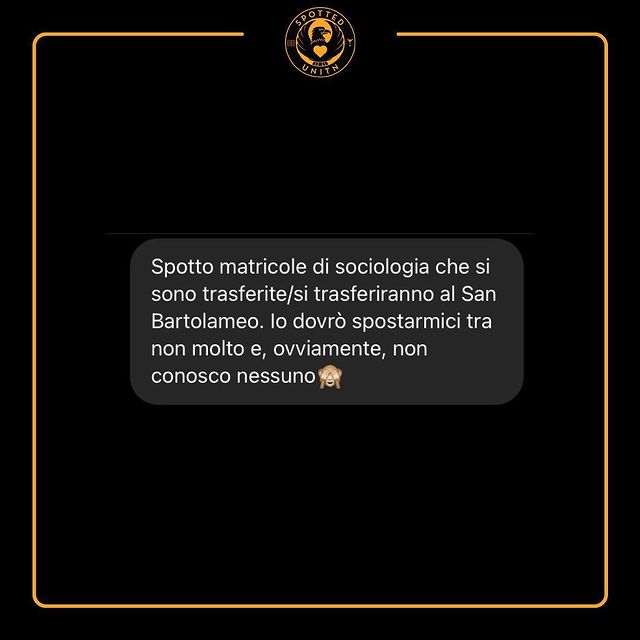 SPOTTED
UNITN
Spotto matricole di sociologia che si
sono trasferite/si trasferiranno al San
Bartolameo. Io dovrò spostarmici tra
non molto e, ovviamente, non
conosco nessuno🙈